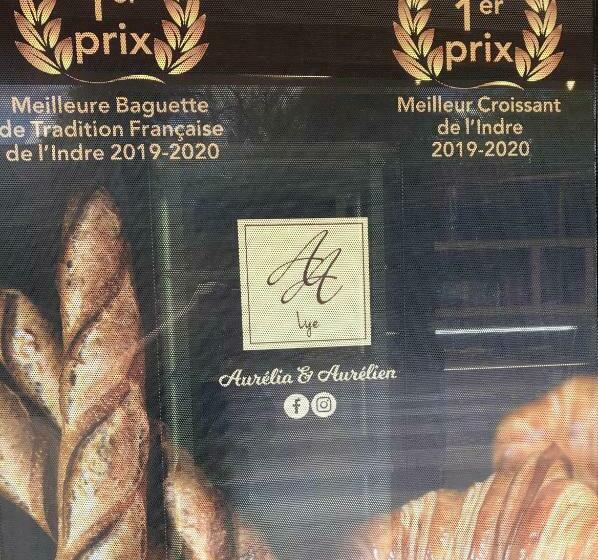 1er
prix
Meilleure Baguette
de Tradition Française
de l'Indre 2019-2020
1er
prix
Meilleur Croissant
de l'Indre
2019-2020
AA
Lye
Aurélia & Aurélien
f